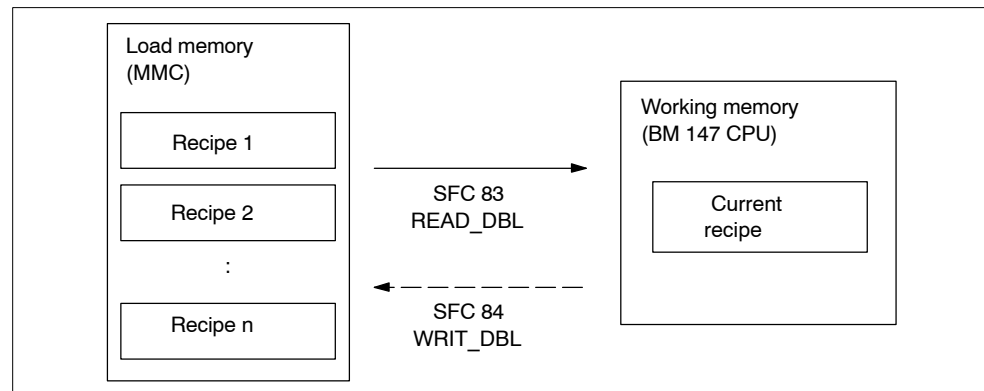 Load memory
(MMC)
Recipe 1
Recipe 2
:
Recipe n
SFC 83
READ_DBL
SFC 84
WRIT_DBL
Working memory
(BM 147 CPU)
Current
recipe